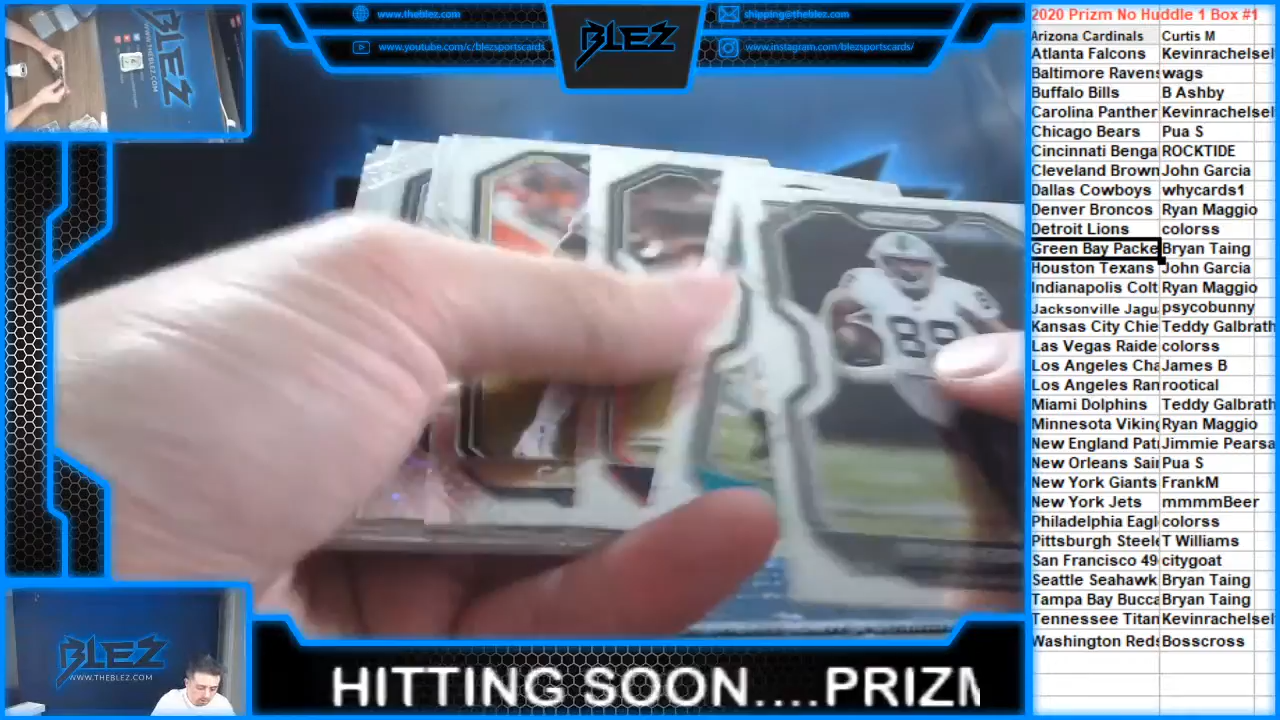 www.theblez.com
www.youtube.com/c/blezsportscards
BLEZ
shipping@theblez.com
www.instagram.com/blezsportscards/
2020 Prizm No Huddle 1 Box #1
Arizona Cardinals Curtis M
Atlanta Falcons Kevinrachelsel
Baltimore Ravens wags
Buffalo Bills B Ashby
Carolina Panther Kevinrachelsel
Chicago Bears Pua S
Cincinnati Benga ROCKTIDE
Cleveland Brown John Garcia
Dallas Cowboys whycards1
Denver Broncos Ryan Maggio
Detroit Lions colorss
Green Bay Packe Bryan Taing
Houston Texans John Garcia
Indianapolis Colt Ryan Maggio
Jacksonville Jagu psycobunny
Kansas City Chie Teddy Galbrath
Las Vegas Raide colorss
Los Angeles Cha James B
Los Angeles Ran rootical
Miami Dolphins Teddy Galbrath
Minnesota Viking Ryan Maggio
New England Pat Jimmie Pearsa
New Orleans Sai Pua S
New York Giants FrankM
New York Jets mmmmBeer
Philadelphia Eagl colorss
Pittsburgh Steele T Williams
San Francisco 49 citygoat
Seattle Seahawk Bryan Taing
Tampa Bay Bucca Bryan Taing
Tennessee Titan Kevinrachelsel
Washington Reds Bosscross
BLEZ
.COM
88
BLEZ
WWW.THEBLEZ.COM
HITTING SOON....PRIZM